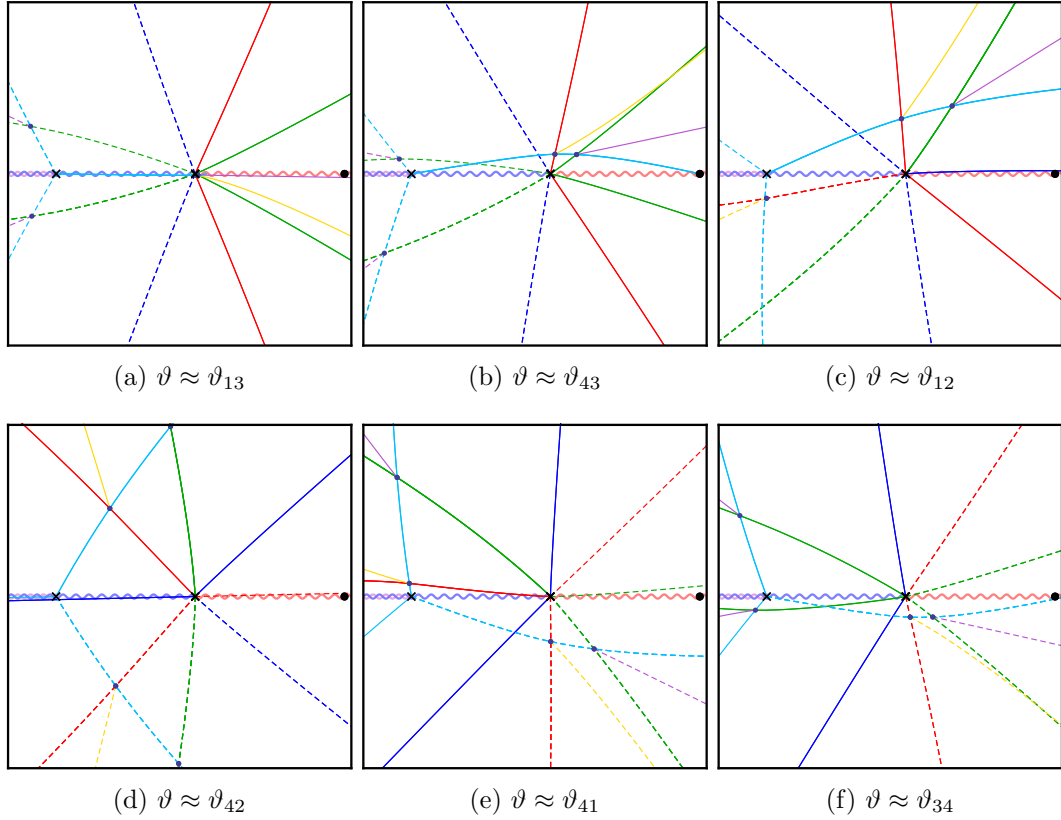 (a) ϑ ≈ ϑ₁₃
(b) ϑ ≈ ϑ₄₃
(c) ϑ ≈ ϑ₁₂
(d) ϑ ≈ ϑ₄₂
(e) ϑ ≈ ϑ₄₁
(f) ϑ ≈ ϑ₃₄